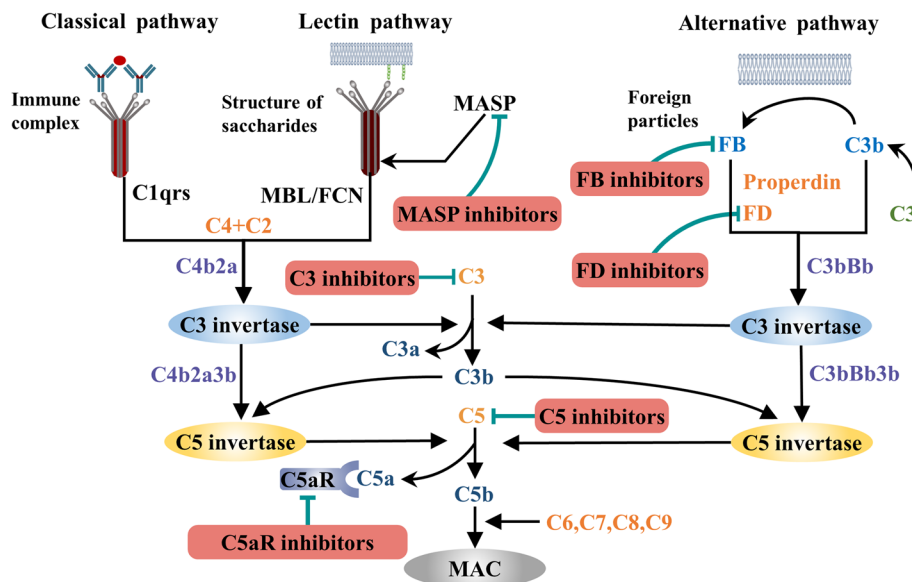 Classical pathway
Lectin pathway
Alternative pathway
Immune
complex
Structure of
saccharides
MASP
Foreign
particles
FB
C3b
C1qrs
MBL/FCN
FB inhibitors
Properdin
C4+C2
MASP inhibitors
FD
C3
C4b2a
C3 inhibitors
C3
FD inhibitors
C3bBb
C3 invertase
C3 invertase
C3a
C4b2a3b
C3b
C3bBb3b
C5 invertase
C5
C5 inhibitors
C5 invertase
C5aR
C5a
C5b
C6,C7,C8,C9
C5aR inhibitors
MAC